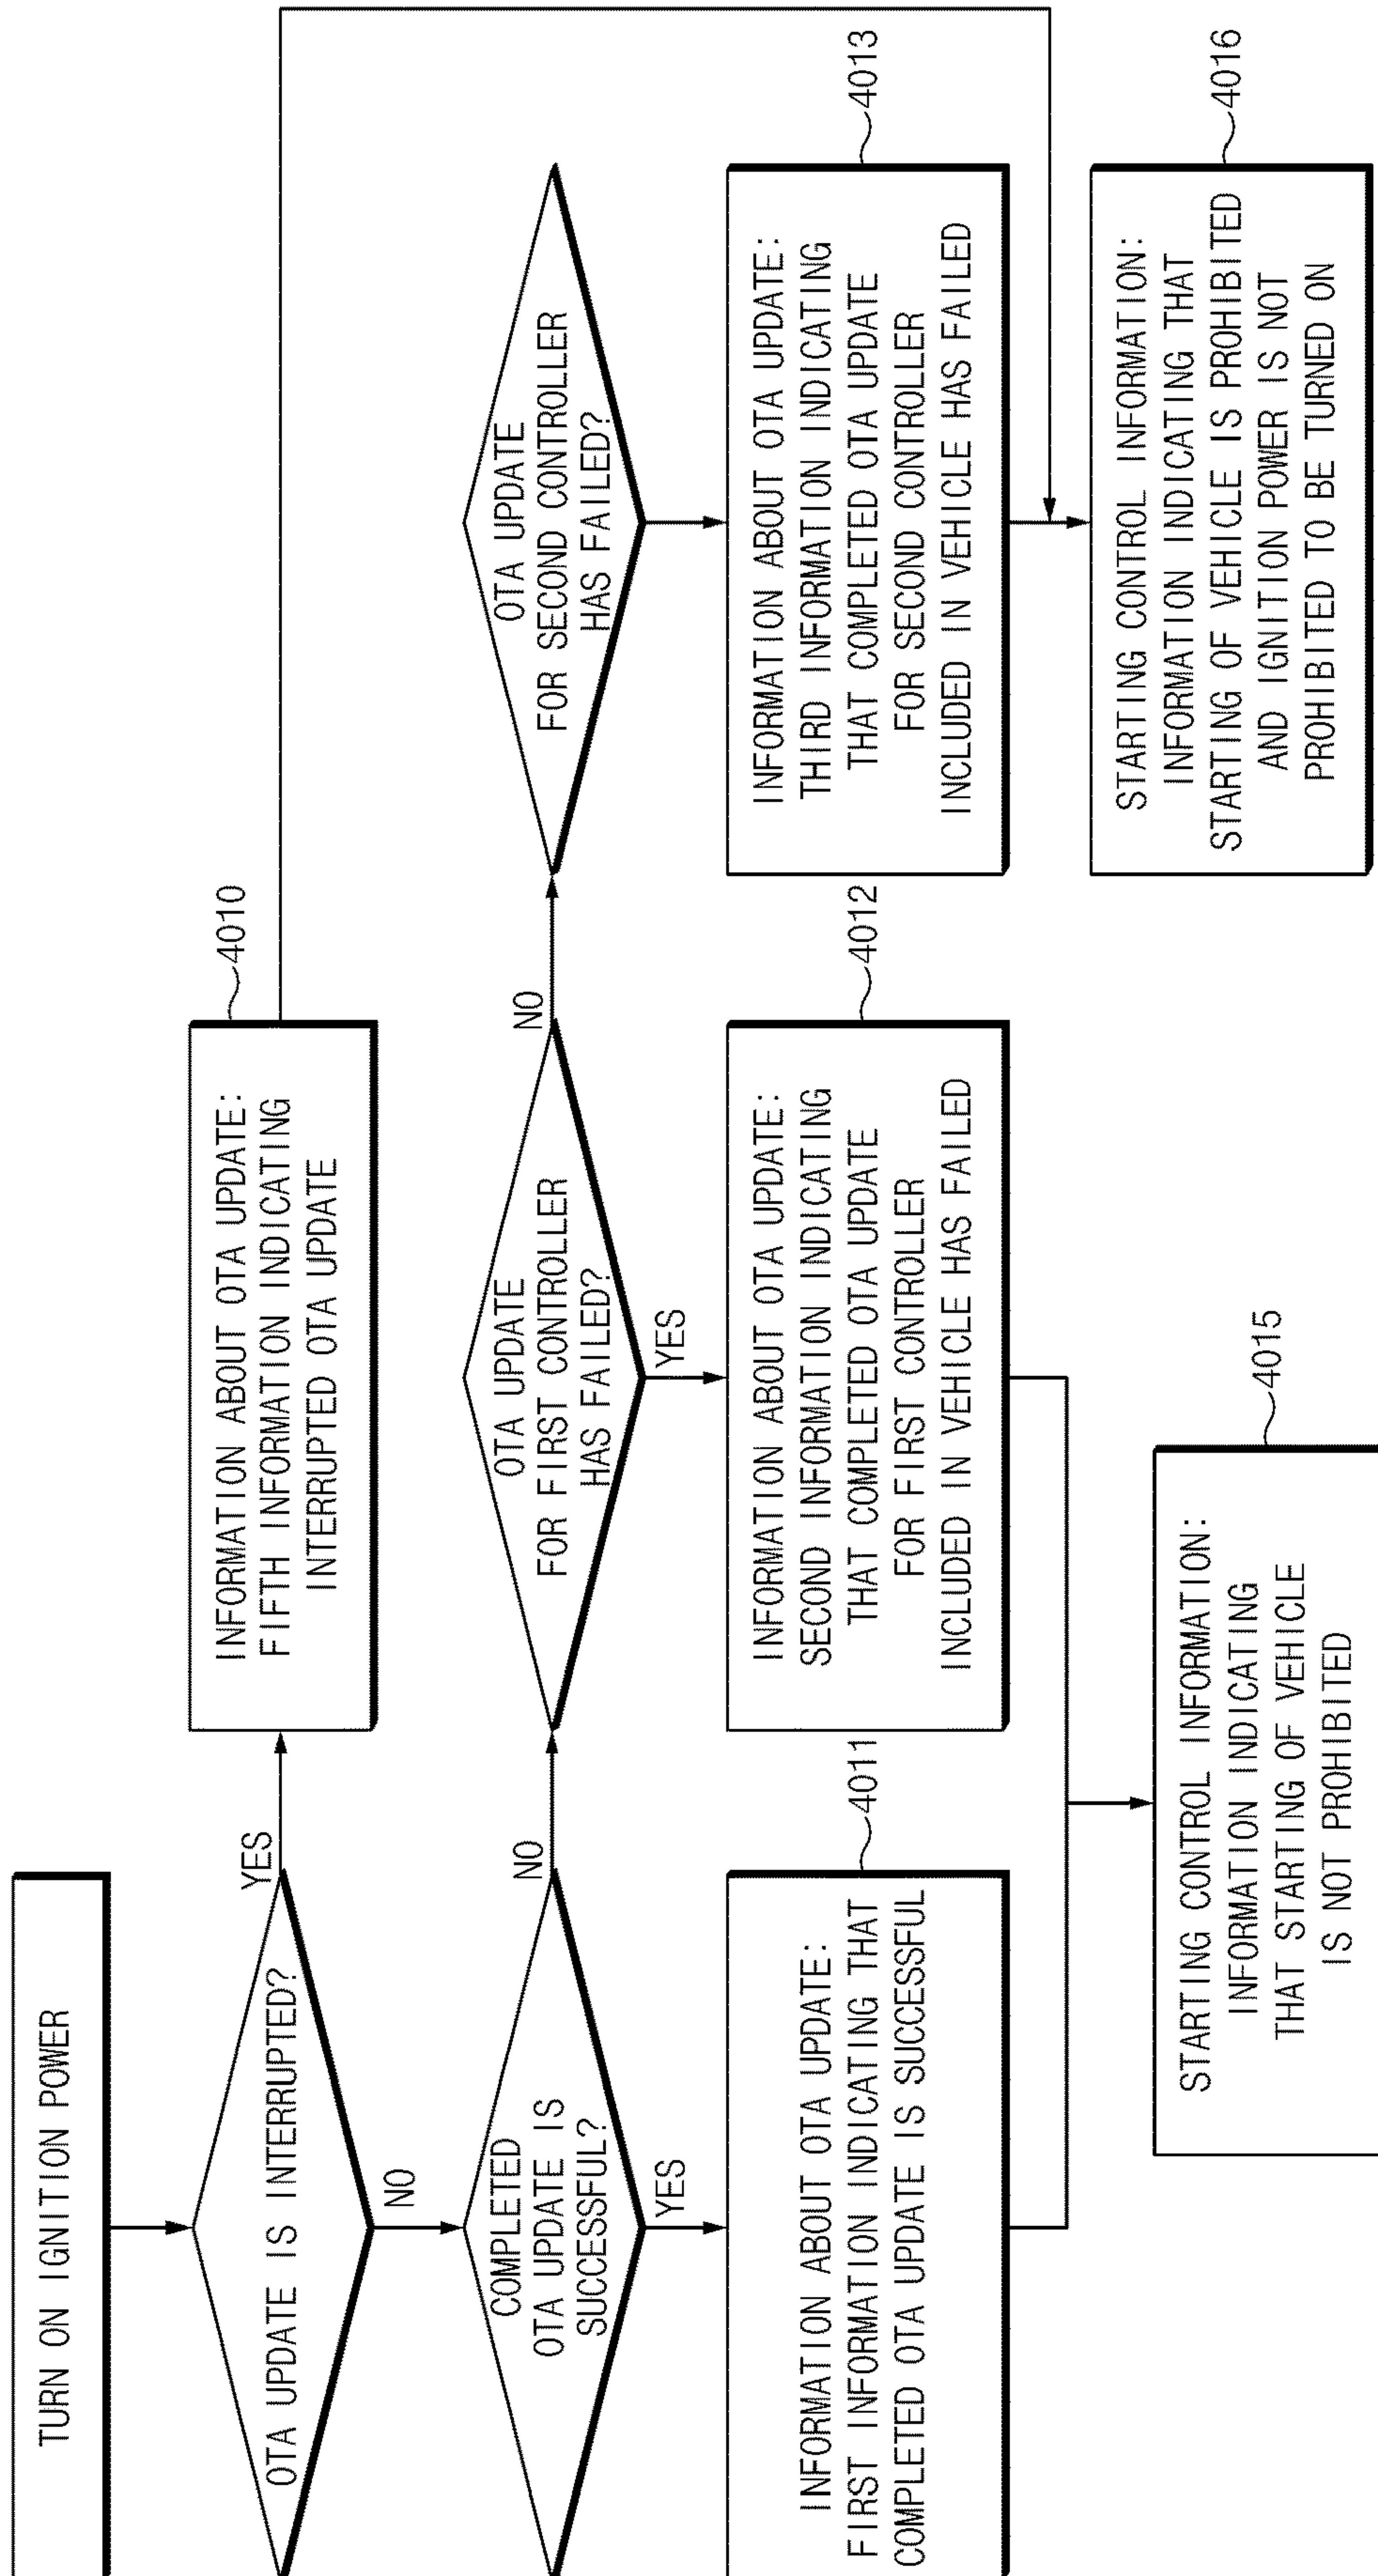 TURN ON IGNITION POWER
OTA UPDATE IS INTERRUPTED?
YES
NO
INFORMATION ABOUT OTA UPDATE:
FIFTH INFORMATION INDICATING
INTERRUPTED OTA UPDATE
4010
COMPLETED
OTA UPDATE IS
SUCCESSFUL?
NO
YES
OTA UPDATE
FOR FIRST CONTROLLER
HAS FAILED?
NO
YES
OTA UPDATE
FOR SECOND CONTROLLER
HAS FAILED?
INFORMATION ABOUT OTA UPDATE:
FIRST INFORMATION INDICATING THAT
COMPLETED OTA UPDATE IS SUCCESSFUL
4011
INFORMATION ABOUT OTA UPDATE:
SECOND INFORMATION INDICATING
THAT COMPLETED OTA UPDATE
FOR FIRST CONTROLLER
INCLUDED IN VEHICLE HAS FAILED
4012
INFORMATION ABOUT OTA UPDATE:
THIRD INFORMATION INDICATING
THAT COMPLETED OTA UPDATE
FOR SECOND CONTROLLER
INCLUDED IN VEHICLE HAS FAILED
4013
STARTING CONTROL INFORMATION:
INFORMATION INDICATING
THAT STARTING OF VEHICLE
IS NOT PROHIBITED
4015
STARTING CONTROL INFORMATION:
INFORMATION INDICATING THAT
STARTING OF VEHICLE IS PROHIBITED
AND IGNITION POWER IS NOT
PROHIBITED TO BE TURNED ON
4016